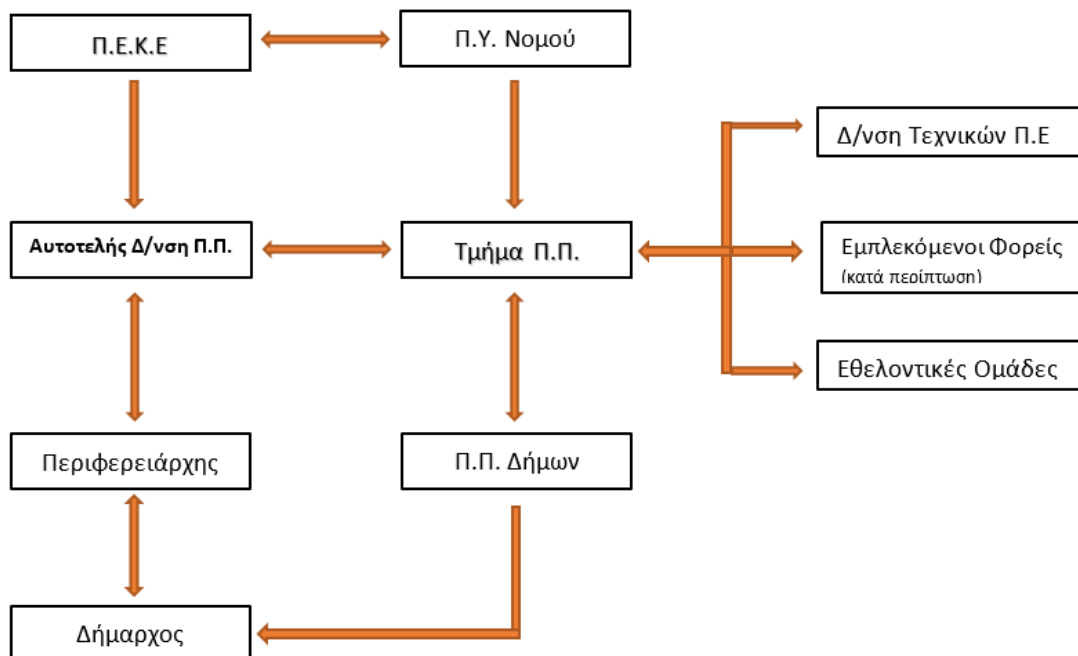 Π.Ε.Κ.Ε
Π.Υ. Νομού
Δ/νση Τεχνικών Π.Ε
Αυτοτελής Δ/νση Π.Π.
Τμήμα Π.Π.
Εμπλεκόμενοι Φορείς
(κατά περίπτωση)
Εθελοντικές Ομάδες
Περιφερειάρχης
Π.Π. Δήμων
Δήμαρχος